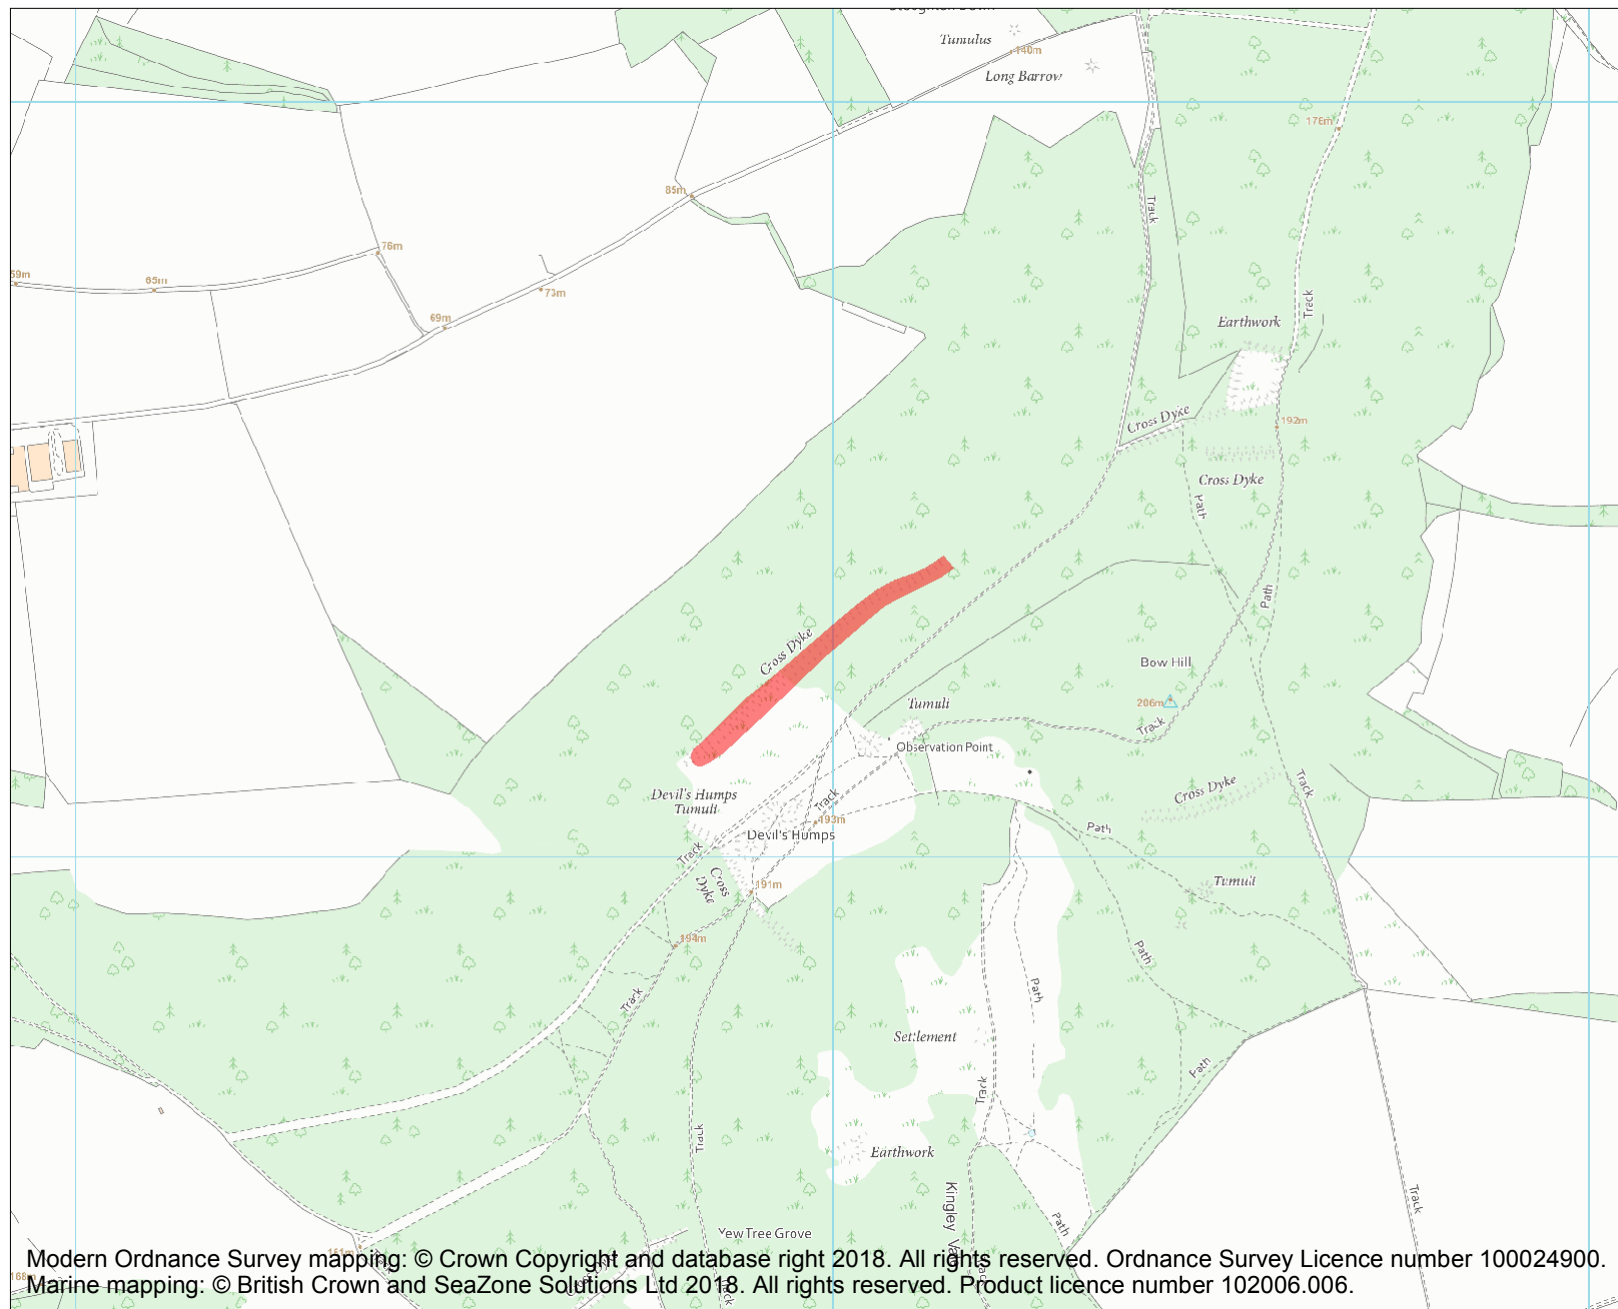 Tumulus
140m
Long Barrow
176m
85m
Track
76m
59m
65m
73m
69m
Track
Earthwork
Cross Dyke
192m
Cross Dyke
Path
Path
Cross Dyke
Bow Hill
206m
Tumuli
Track
Observation Point
Cross Dyke
Track
Devil's Humps
Tumuli
Track
193m
Devil's Humps
Path
Track
191m
Cross
Dyke
Tumuli
194m
Path
Track
Path
Settlement
Path
Track
Track
Earthwork
Kingley Vale
Track
Path
Yew Tree Grove
161m
168m
Modern Ordnance Survey mapping: © Crown Copyright and database right 2018. All rights reserved. Ordnance Survey Licence number 100024900.
Marine mapping: © British Crown and SeaZone Solutions Ltd 2018. All rights reserved. Product licence number 102006.006.